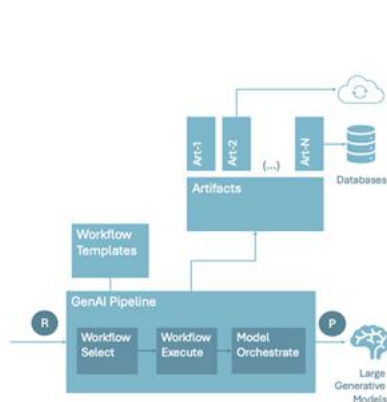 Art-1
Art-2
(...)
Art-N
Databases
Artifacts
Workflow
Templates
GenAI Pipeline
R
P
Workflow
Select
Workflow
Execute
Model
Orchestrate
Large
Generative
Models